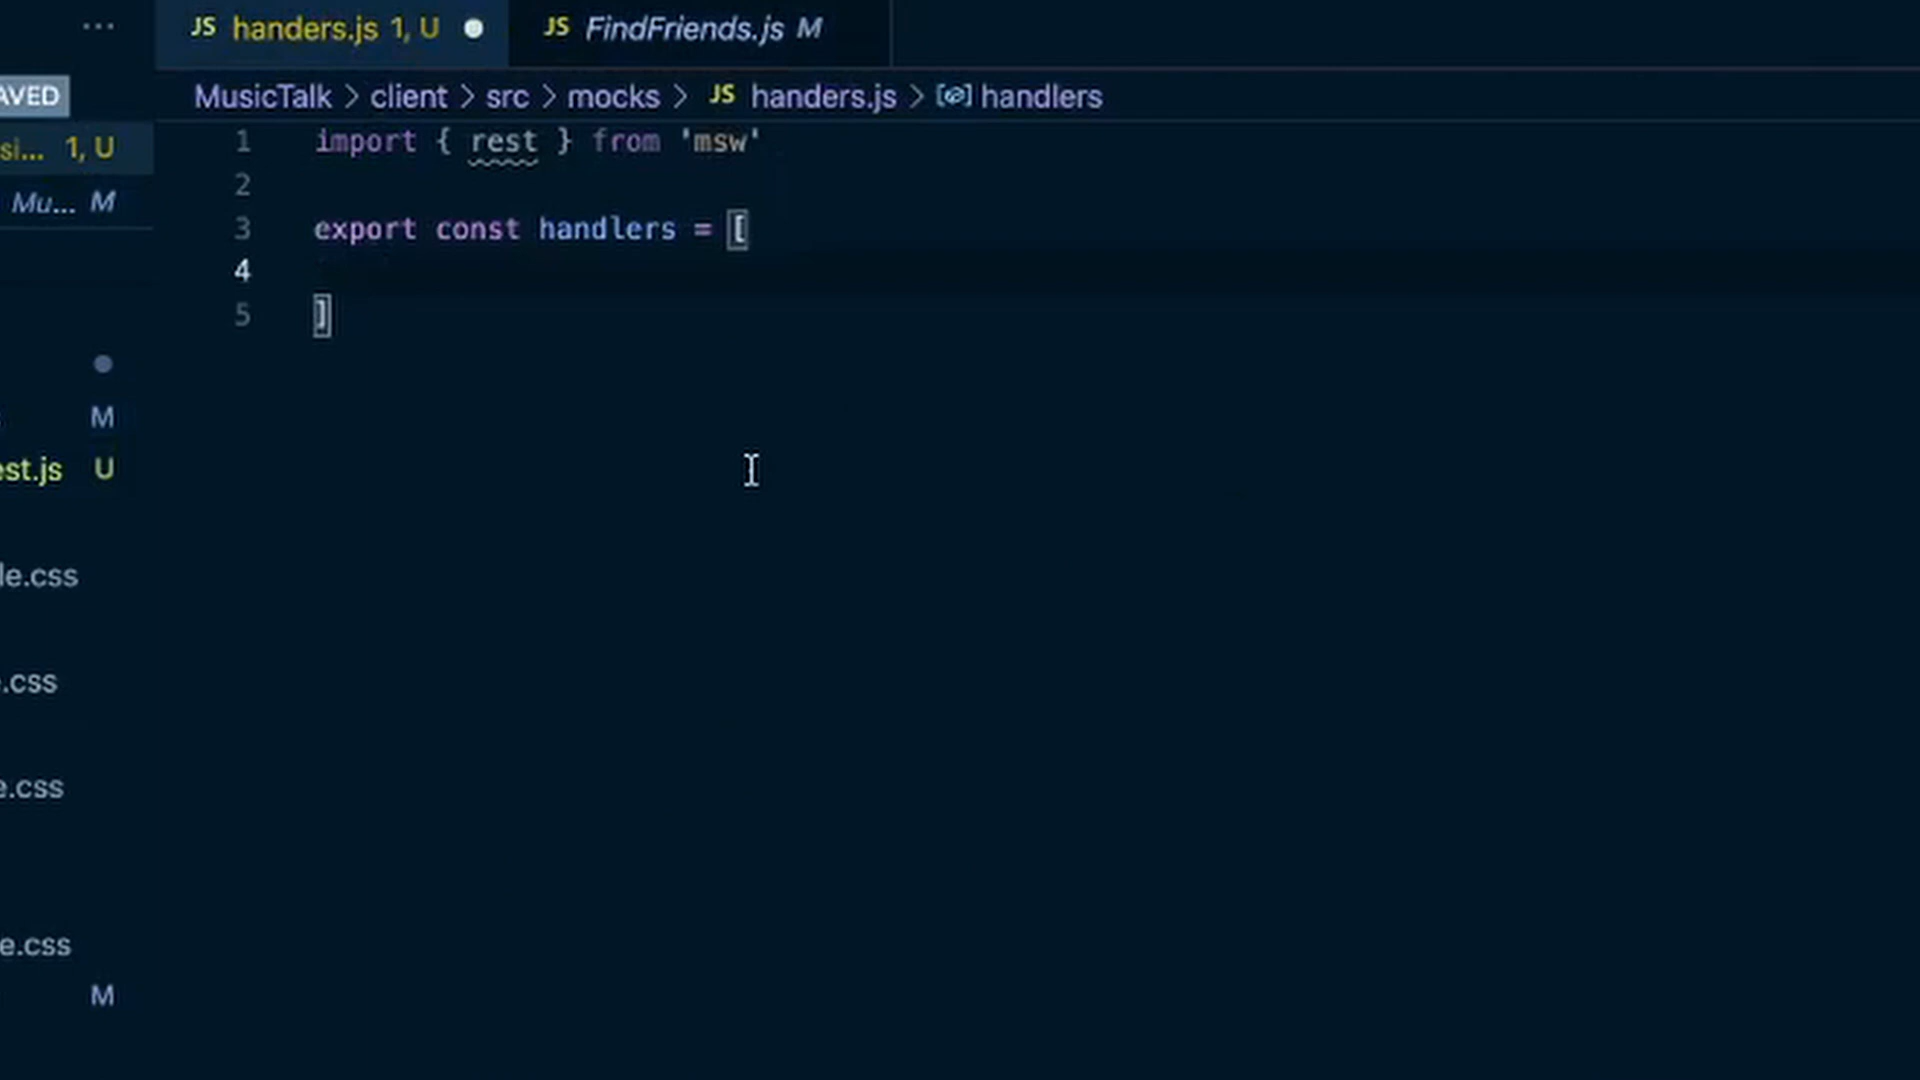 ... JS handers.js 1, U JS FindFriends.js M
AVED
MusicTalk > client > src > mocks > JS handers.js > handlers
si... 1, U
Mu... M
1 import { rest } from 'msw'
2
3 export const handlers = [
4
5 ]
M
est.js U
le.css
.css
e.css
e.css
M